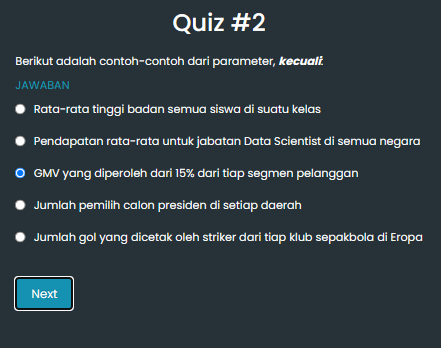 Quiz #2
Berikut adalah contoh-contoh dari parameter, kecuali:
JAWABAN
Rata-rata tinggi badan semua siswa di suatu kelas
Pendapatan rata-rata untuk jabatan Data Scientist di semua negara
GMV yang diperoleh dari 15% dari tiap segmen pelanggan
Jumlah pemilih calon presiden di setiap daerah
Jumlah gol yang dicetak oleh striker dari tiap klub sepakbola di Eropa
Next